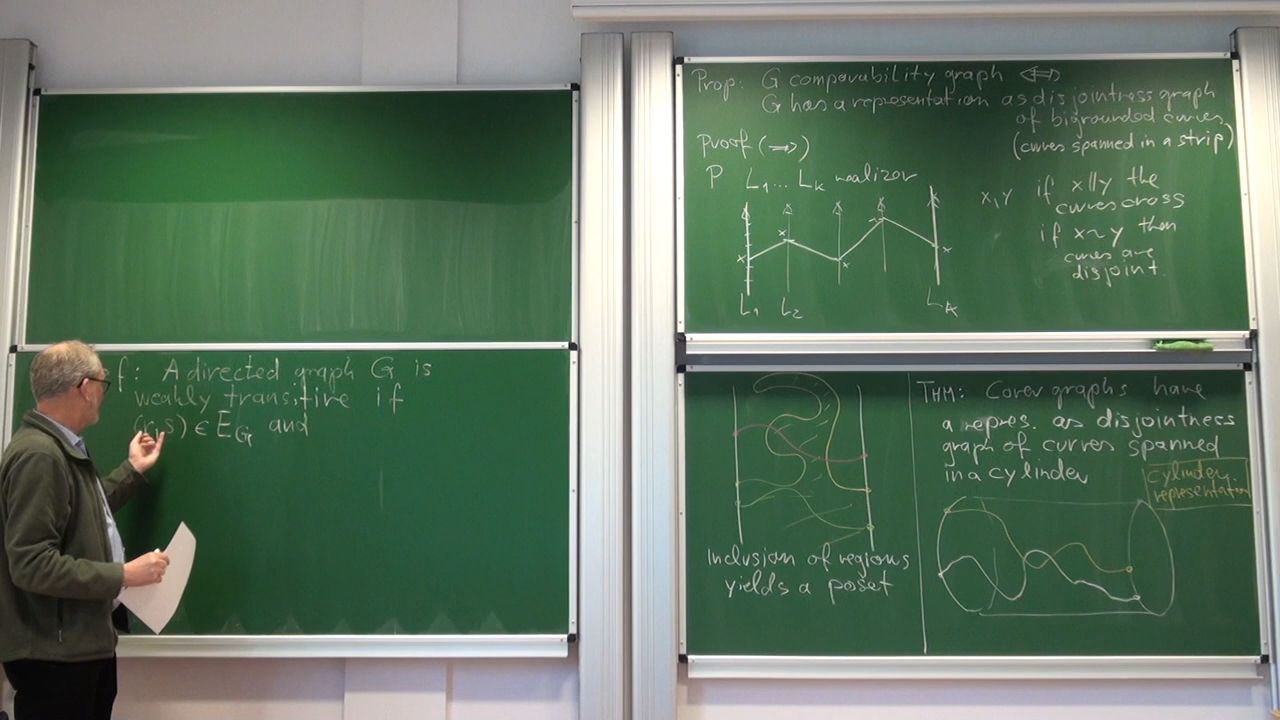 f: A directed graph G is
weakly transitive if
(r,s) ∈ E_G and
Prop: G comparability graph ⟺
G has a representation as disjointness graph
of bigrounded curves
(curves spanned in a strip)
Proof (⇒)
P L₁ ... L_k realizer
x,y if x||y the
curves cross
if x~y then
curves are
disjoint.
x x x x
L₁ L₂ L_k
Inclusion of regions
yields a poset
THM: Cover graphs have
a repres. as disjointness
graph of curves spanned
in a cylinder
cylinder
representation